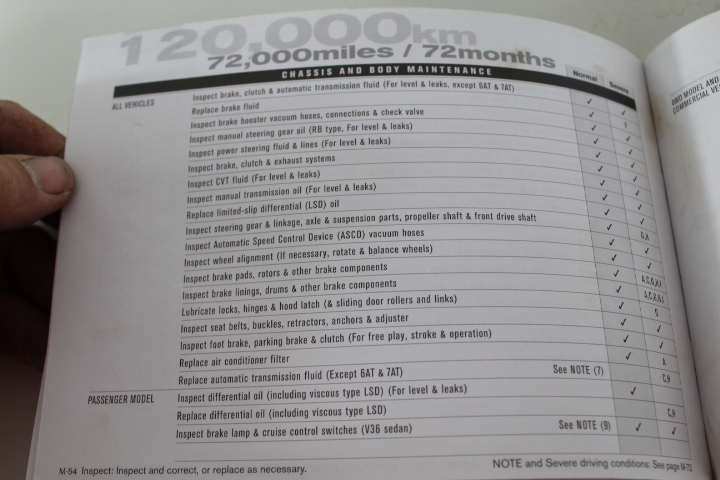 120,000km
72,000miles / 72months
CHASSIS AND BODY MAINTENANCE Normal Severe
ALL VEHICLES Inspect brake, clutch & automatic transmission fluid (For level & leaks, except 6AT & 7AT)
Replace brake fluid
Inspect brake booster vacuum hoses, connections & check valve
Inspect manual steering gear oil (RB type, For level & leaks)
Inspect power steering fluid & lines (For level & leaks)
Inspect brake, clutch & exhaust systems
Inspect CVT fluid (For level & leaks)
Inspect manual transmission oil (For level & leaks)
Replace limited-slip differential (LSD) oil
Inspect steering gear & linkage, axle & suspension parts, propeller shaft & front drive shaft
Inspect Automatic Speed Control Device (ASCD) vacuum hoses
Inspect wheel alignment (If necessary, rotate & balance wheels)
Inspect brake pads, rotors & other brake components
Inspect brake linings, drums & other brake components
Lubricate locks, hinges & hood latch (& sliding door rollers and links)
Inspect seat belts, buckles, retractors, anchors & adjuster
Inspect foot brake, parking brake & clutch (For free play, stroke & operation)
Replace air conditioner filter
Replace automatic transmission fluid (Except 6AT & 7AT) See NOTE (7)
PASSENGER MODEL Inspect differential oil (including viscous type LSD) (For level & leaks)
Replace differential oil (including viscous type LSD)
Inspect brake lamp & cruise control switches (V36 sedan) See NOTE (9)
M-54 Inspect: Inspect and correct, or replace as necessary.
NOTE and Severe driving conditions: See page
4WD MODEL AND
COMMERCIAL